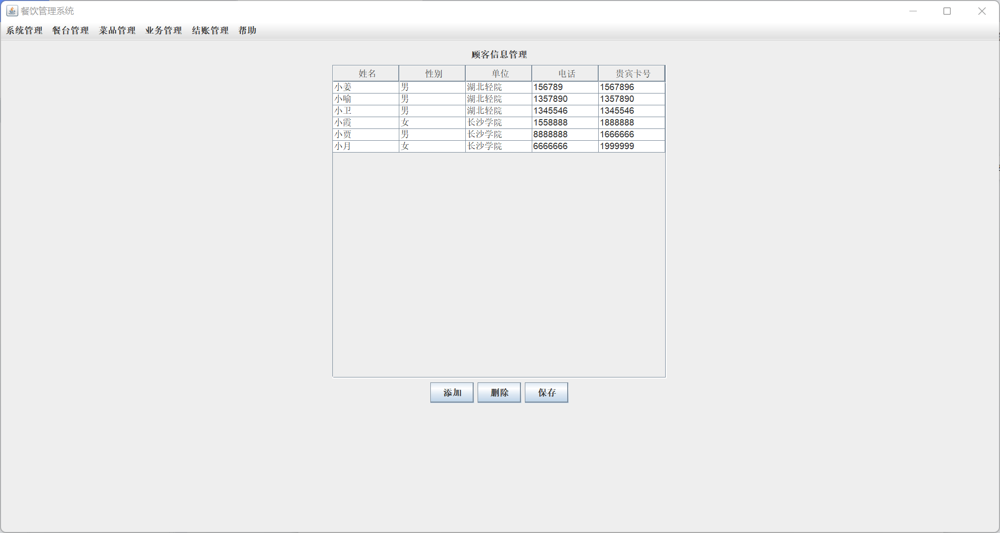 餐饮管理系统
系统管理 餐台管理 菜品管理 业务管理 结账管理 帮助
顾客信息管理
姓名 性别 单位 电话 贵宾卡号
小姜 男 湖北轻院 156789 1567896
小喻 男 湖北轻院 1357890 1357890
小卫 男 湖北轻院 1345546 1345546
小霞 女 长沙学院 1558888 1888888
小贾 男 长沙学院 8888888 1666666
小月 女 长沙学院 6666666 1999999
添加 删除 保存